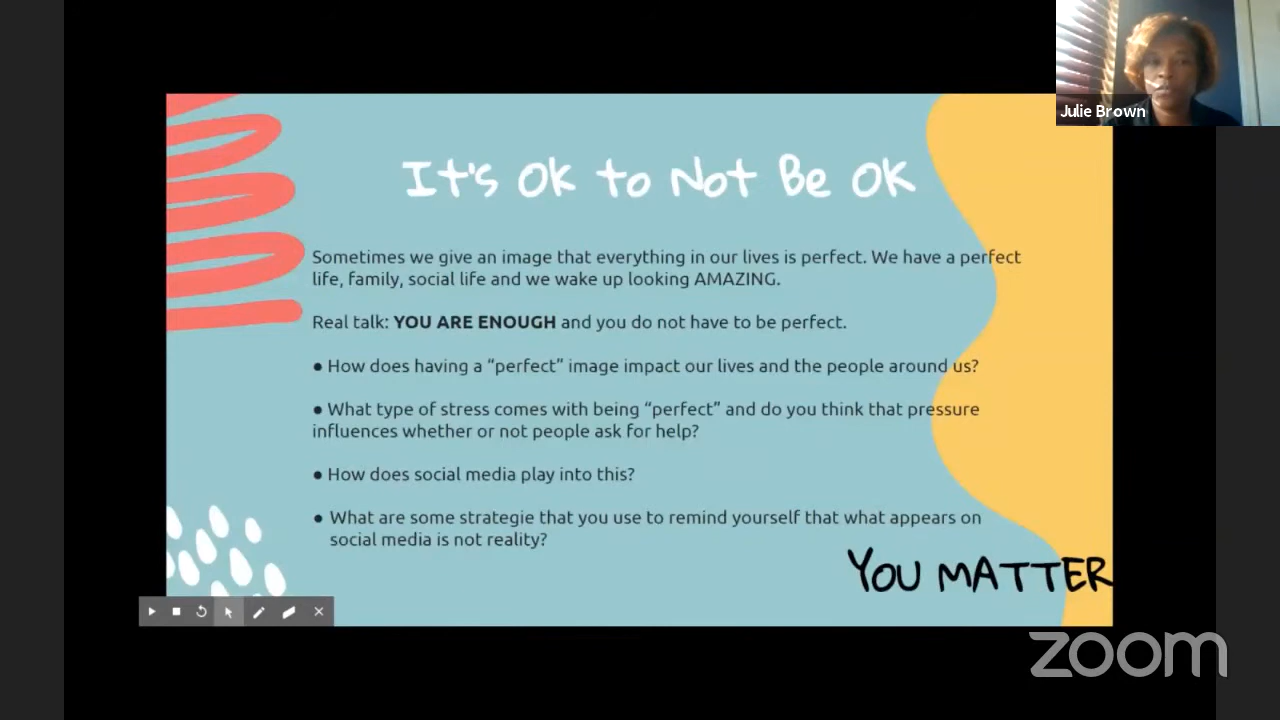 Julie Brown
It's Ok to Not Be Ok
Sometimes we give an image that everything in our lives is perfect. We have a perfect
life, family, social life and we wake up looking AMAZING.
Real talk: YOU ARE ENOUGH and you do not have to be perfect.
● How does having a “perfect” image impact our lives and the people around us?
● What type of stress comes with being “perfect” and do you think that pressure
influences whether or not people ask for help?
● How does social media play into this?
● What are some strategie that you use to remind yourself that what appears on
social media is not reality?
YOU MATTER
zoom